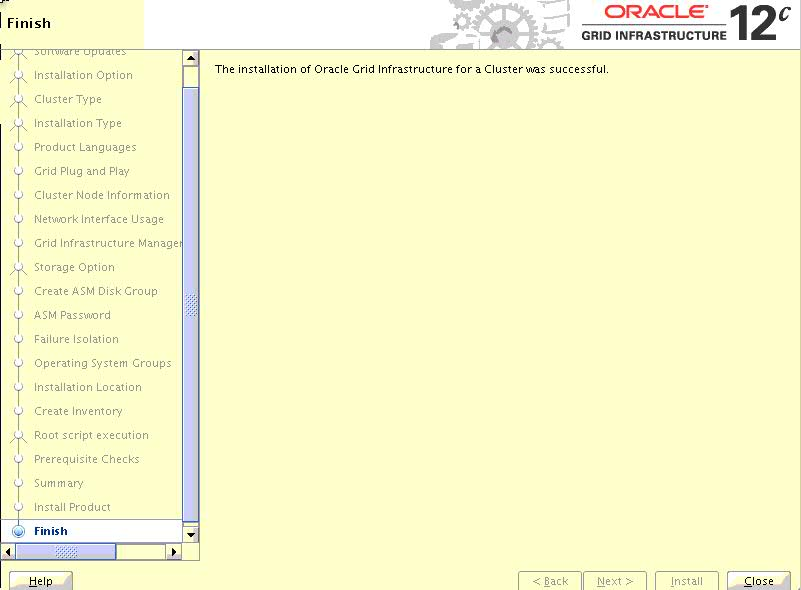 Finish
ORACLE®
GRID INFRASTRUCTURE 12c
Software Updates
Installation Option
Cluster Type
Installation Type
Product Languages
Grid Plug and Play
Cluster Node Information
Network Interface Usage
Grid Infrastructure Manager
Storage Option
Create ASM Disk Group
ASM Password
Failure Isolation
Operating System Groups
Installation Location
Create Inventory
Root script execution
Prerequisite Checks
Summary
Install Product
Finish
The installation of Oracle Grid Infrastructure for a Cluster was successful.
Help
< Back
Next >
Install
Close